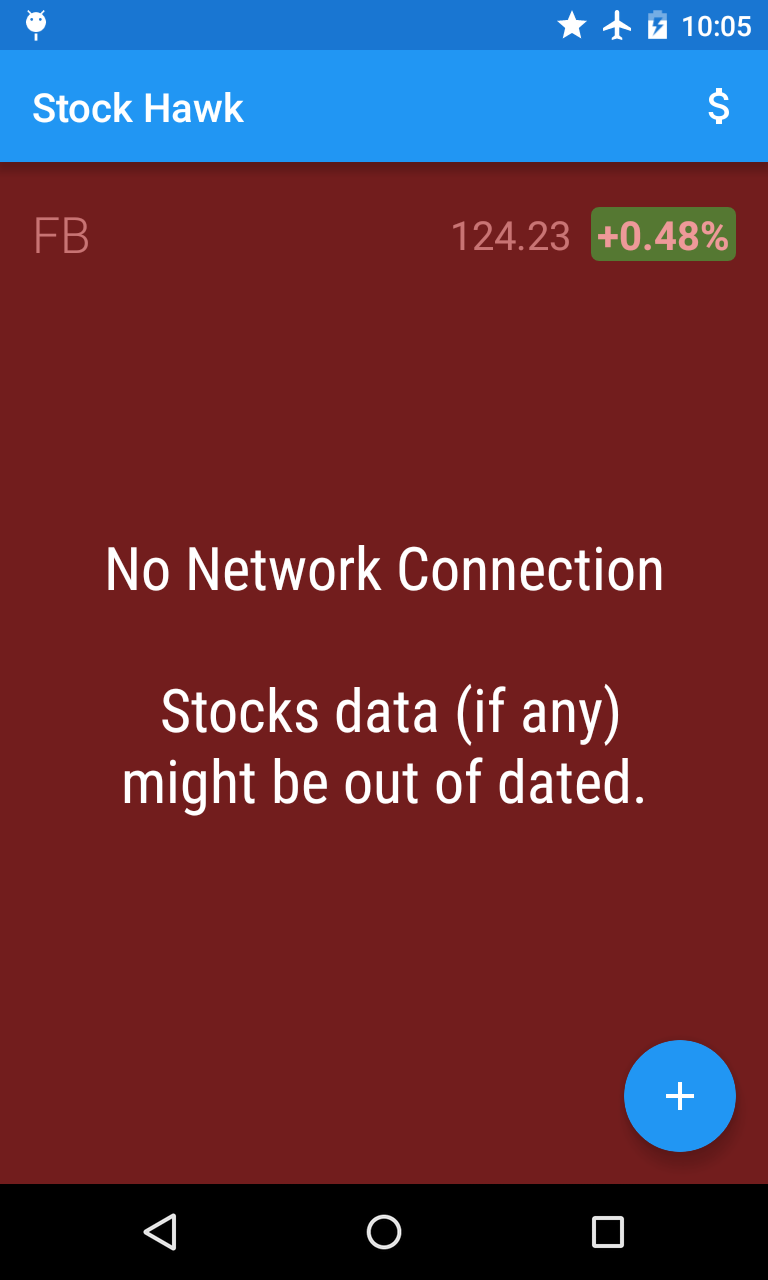 10:05
Stock Hawk $
FB 124.23 +0.48%
No Network Connection
Stocks data (if any)
might be out of dated.
+